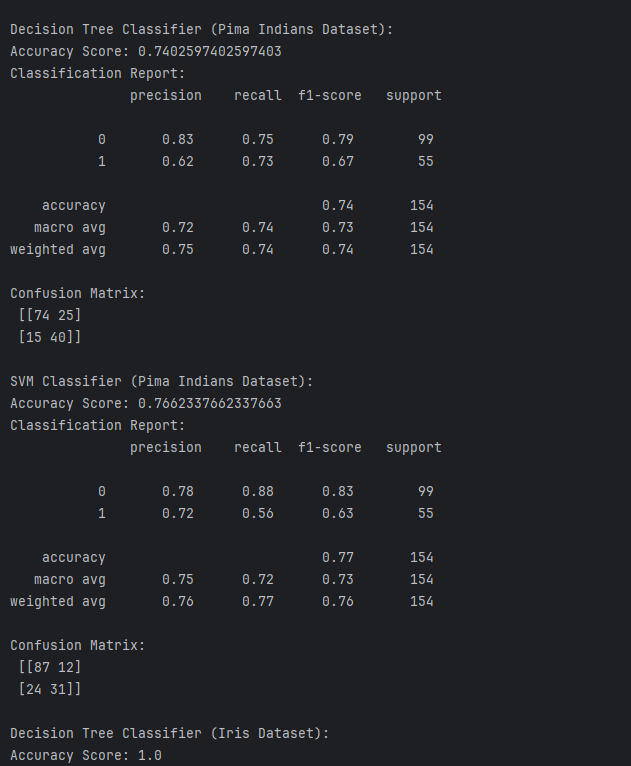 Decision Tree Classifier (Pima Indians Dataset):
Accuracy Score: 0.7402597402597403
Classification Report:
precision recall f1-score support
0 0.83 0.75 0.79 99
1 0.62 0.73 0.67 55
accuracy 0.74 154
macro avg 0.72 0.74 0.73 154
weighted avg 0.75 0.74 0.74 154
Confusion Matrix:
[[74 25]
[15 40]]
SVM Classifier (Pima Indians Dataset):
Accuracy Score: 0.7662337662337663
Classification Report:
precision recall f1-score support
0 0.78 0.88 0.83 99
1 0.72 0.56 0.63 55
accuracy 0.77 154
macro avg 0.75 0.72 0.73 154
weighted avg 0.76 0.77 0.76 154
Confusion Matrix:
[[87 12]
[24 31]]
Decision Tree Classifier (Iris Dataset):
Accuracy Score: 1.0